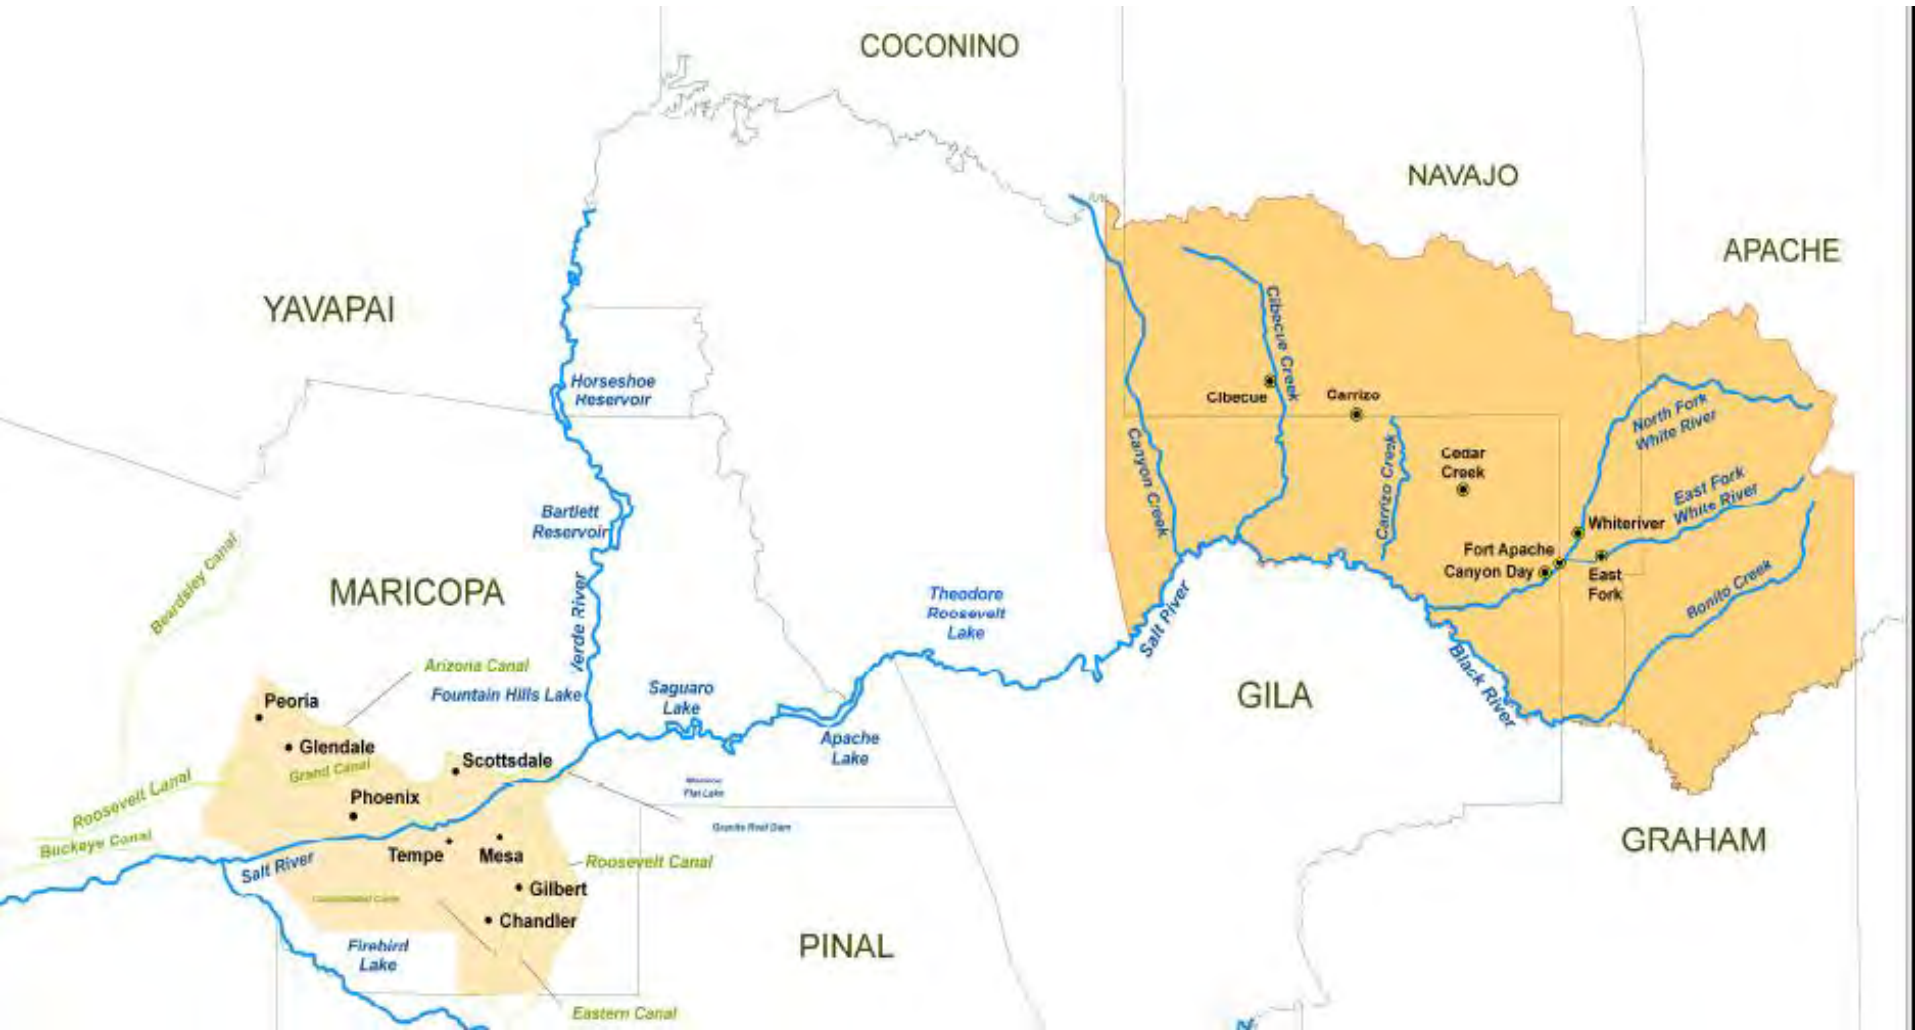 COCONINO
NAVAJO
APACHE
YAVAPAI
Horseshoe
Reservoir
Cibecue Creek
Cibecue
Carrizo
North Fork
White River
Canyon Creek
Carrizo Creek
Cedar
Creek
East Fork
White River
Bartlett
Reservoir
Whiteriver
Fort Apache
Canyon Day
East
Fork
Bonito Creek
Beardsley Canal
MARICOPA
Verde River
Theodore
Roosevelt
Lake
Salt River
Black River
Arizona Canal
Fountain Hills Lake
Saguaro
Lake
GILA
Peoria
Glendale
Grand Canal
Scottsdale
Apache
Lake
Flat Lake
Roosevelt Canal
Phoenix
Granite Reef Dam
Buckeye Canal
Tempe
Mesa
Salt River
Roosevelt Canal
GRAHAM
Gilbert
Chandler
Firebird
Lake
PINAL
Eastern Canal